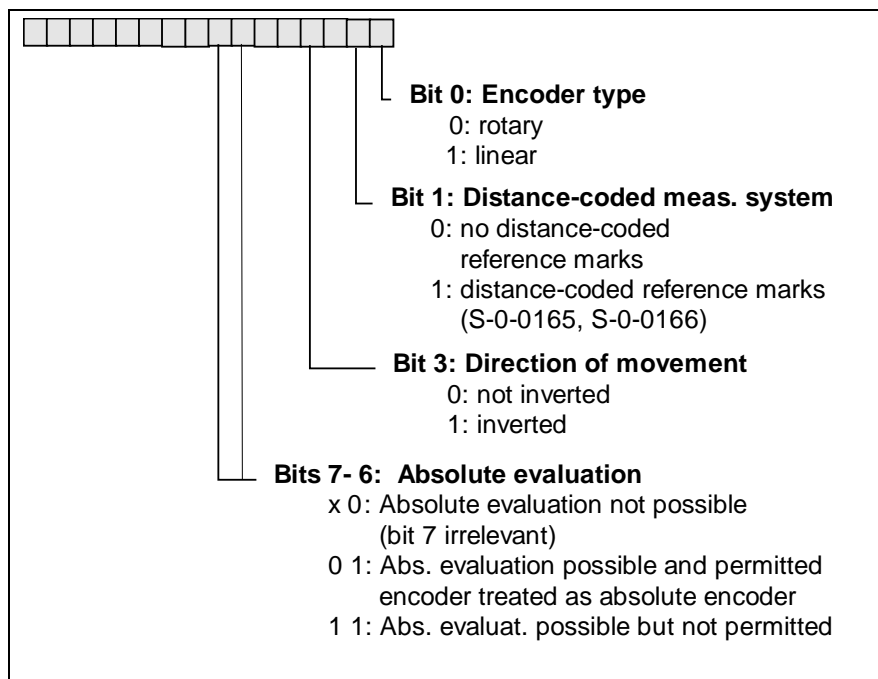 Bit 0: Encoder type
0: rotary
1: linear
Bit 1: Distance-coded meas. system
0: no distance-coded
reference marks
1: distance-coded reference marks
(S-0-0165, S-0-0166)
Bit 3: Direction of movement
0: not inverted
1: inverted
Bits 7- 6: Absolute evaluation
x 0: Absolute evaluation not possible
(bit 7 irrelevant)
0 1: Abs. evaluation possible and permitted
encoder treated as absolute encoder
1 1: Abs. evaluat. possible but not permitted